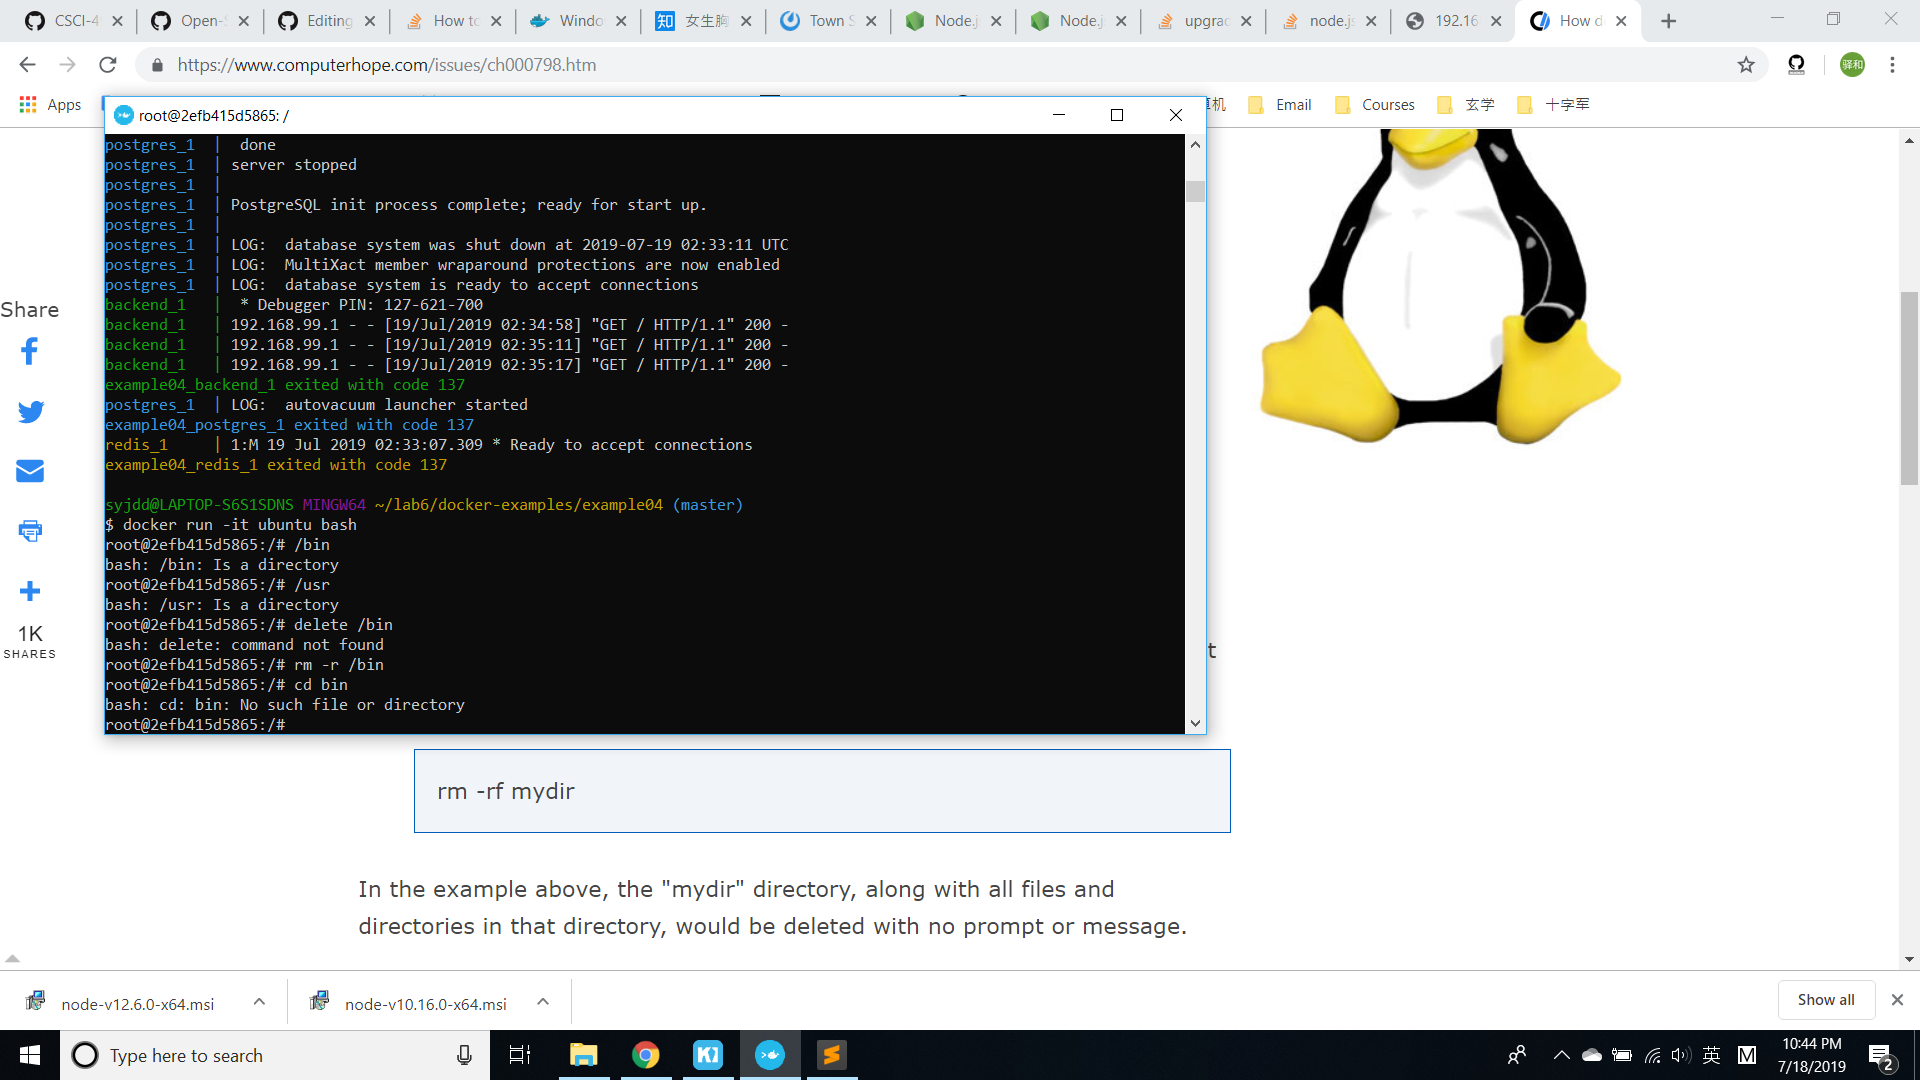 CSCI-4
Open-S
Editing
How to
Windo
女生胸
Town S
Node.j
Node.j
upgrad
node.js
192.16
How d
https://www.computerhope.com/issues/ch000798.htm
驿和
Apps
Email
Courses
玄学
十字军
root@2efb415d5865: /
postgres_1  |  done
postgres_1  | server stopped
postgres_1  |
postgres_1  | PostgreSQL init process complete; ready for start up.
postgres_1  |
postgres_1  | LOG:  database system was shut down at 2019-07-19 02:33:11 UTC
postgres_1  | LOG:  MultiXact member wraparound protections are now enabled
postgres_1  | LOG:  database system is ready to accept connections
backend_1   |  * Debugger PIN: 127-621-700
backend_1   | 192.168.99.1 - - [19/Jul/2019 02:34:58] "GET / HTTP/1.1" 200 -
backend_1   | 192.168.99.1 - - [19/Jul/2019 02:35:11] "GET / HTTP/1.1" 200 -
backend_1   | 192.168.99.1 - - [19/Jul/2019 02:35:17] "GET / HTTP/1.1" 200 -
example04_backend_1 exited with code 137
postgres_1  | LOG:  autovacuum launcher started
example04_postgres_1 exited with code 137
redis_1     | 1:M 19 Jul 2019 02:33:07.309 * Ready to accept connections
example04_redis_1 exited with code 137
syjdd@LAPTOP-S6S1SDNS MINGW64 ~/lab6/docker-examples/example04 (master)
$ docker run -it ubuntu bash
root@2efb415d5865:/# /bin
bash: /bin: Is a directory
root@2efb415d5865:/# /usr
bash: /usr: Is a directory
root@2efb415d5865:/# delete /bin
bash: delete: command not found
root@2efb415d5865:/# rm -r /bin
root@2efb415d5865:/# cd bin
bash: cd: bin: No such file or directory
root@2efb415d5865:/#
Share
1K
SHARES
t
rm -rf mydir
In the example above, the "mydir" directory, along with all files and
directories in that directory, would be deleted with no prompt or message.
node-v12.6.0-x64.msi
node-v10.16.0-x64.msi
Show all
Type here to search
英
M
10:44 PM
7/18/2019
2